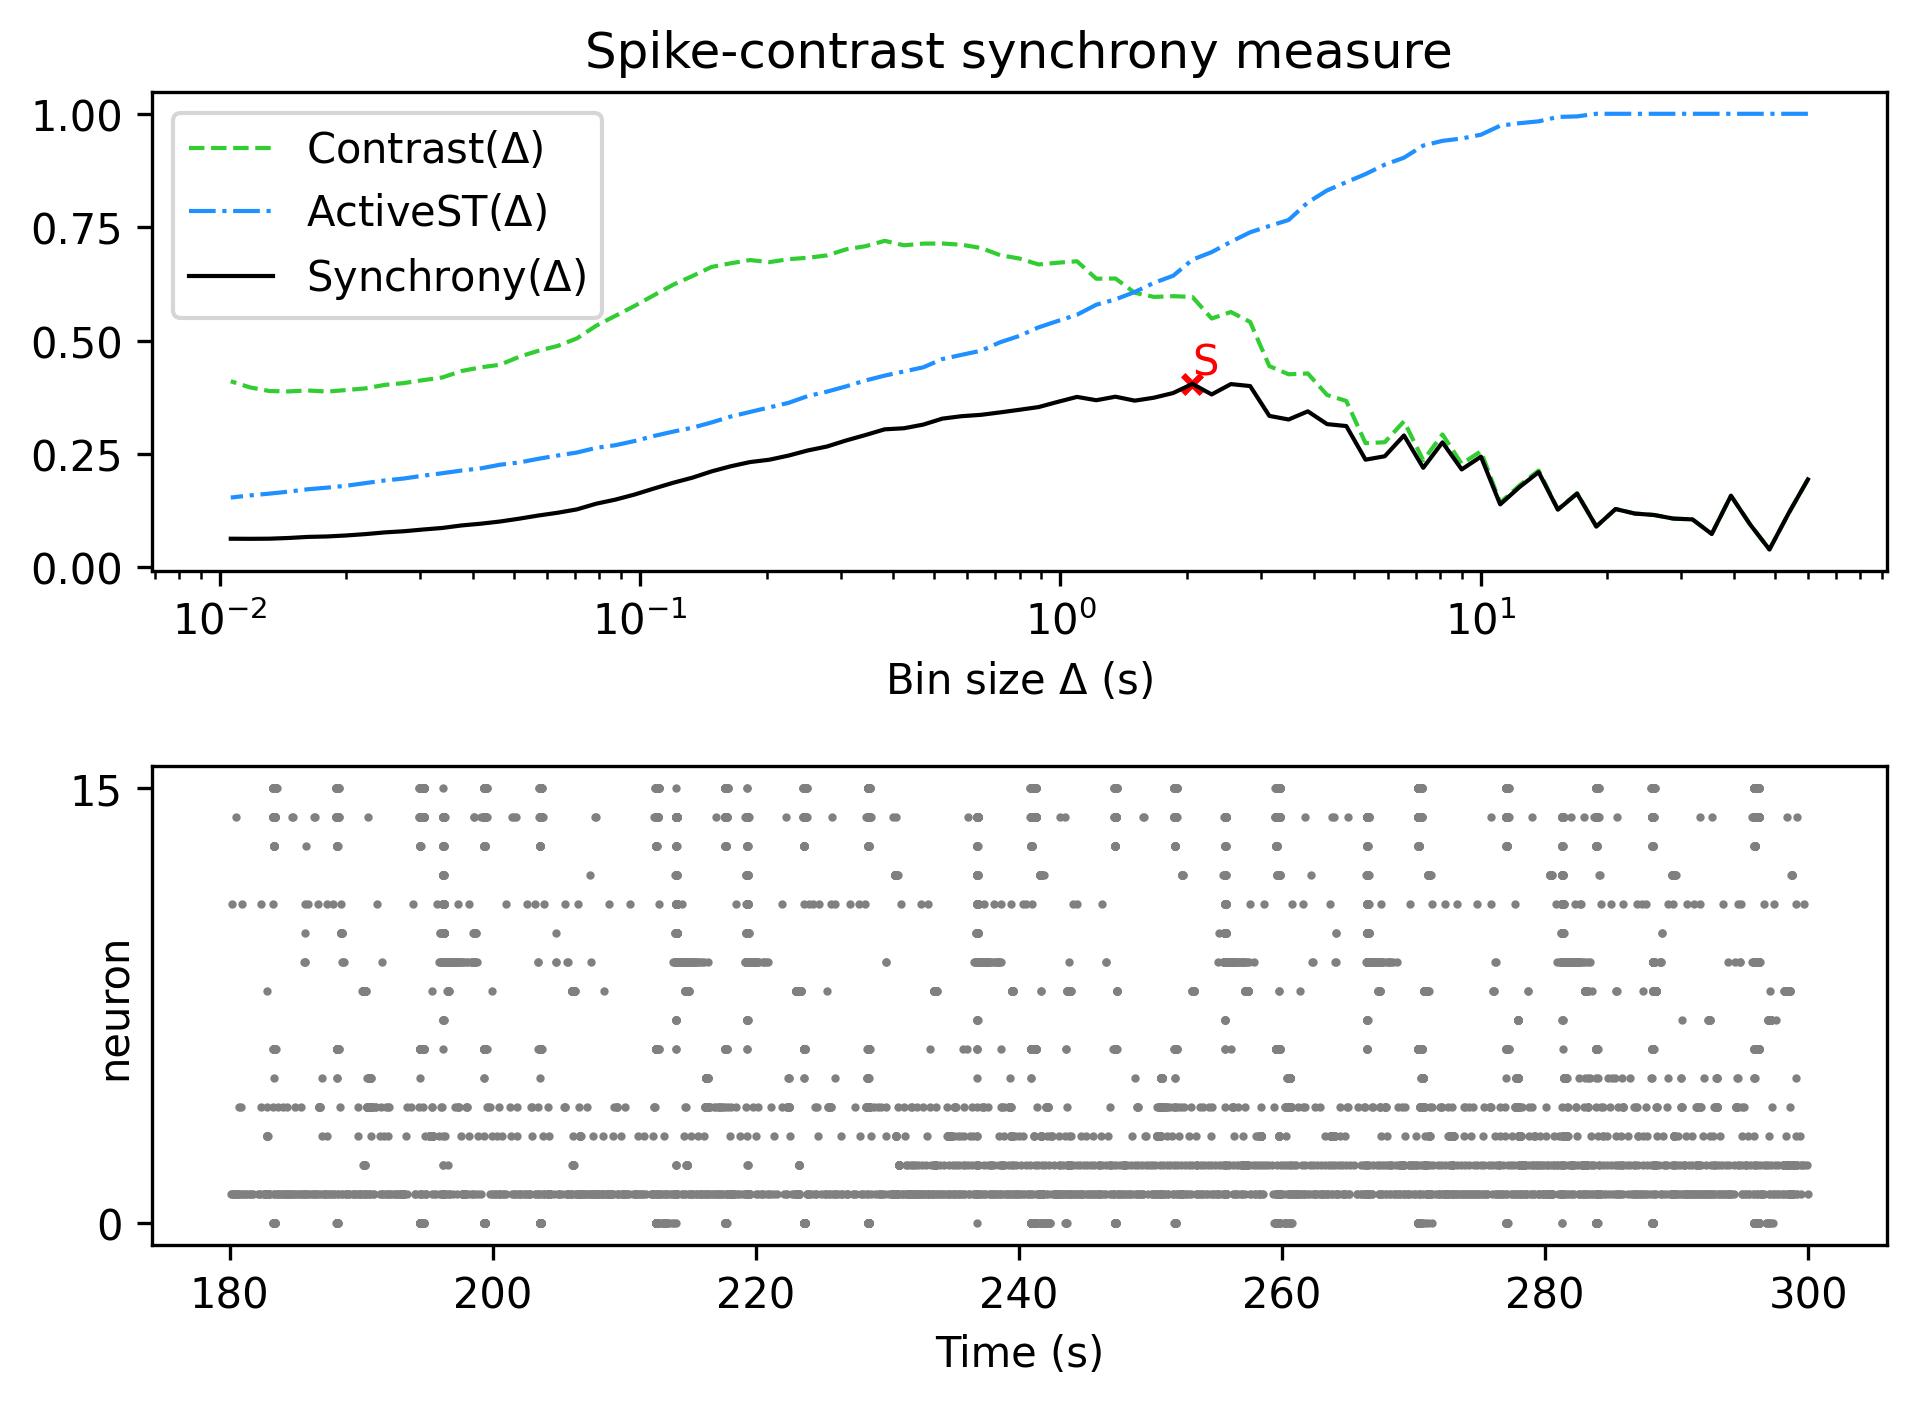 Spike-contrast synchrony measure
1.00
0.75
0.50
0.25
0.00
Contrast(Δ)
ActiveST(Δ)
Synchrony(Δ)
S
10⁻² 10⁻¹ 10⁰ 10¹
Bin size Δ (s)
15
0
neuron
180 200 220 240 260 280 300
Time (s)